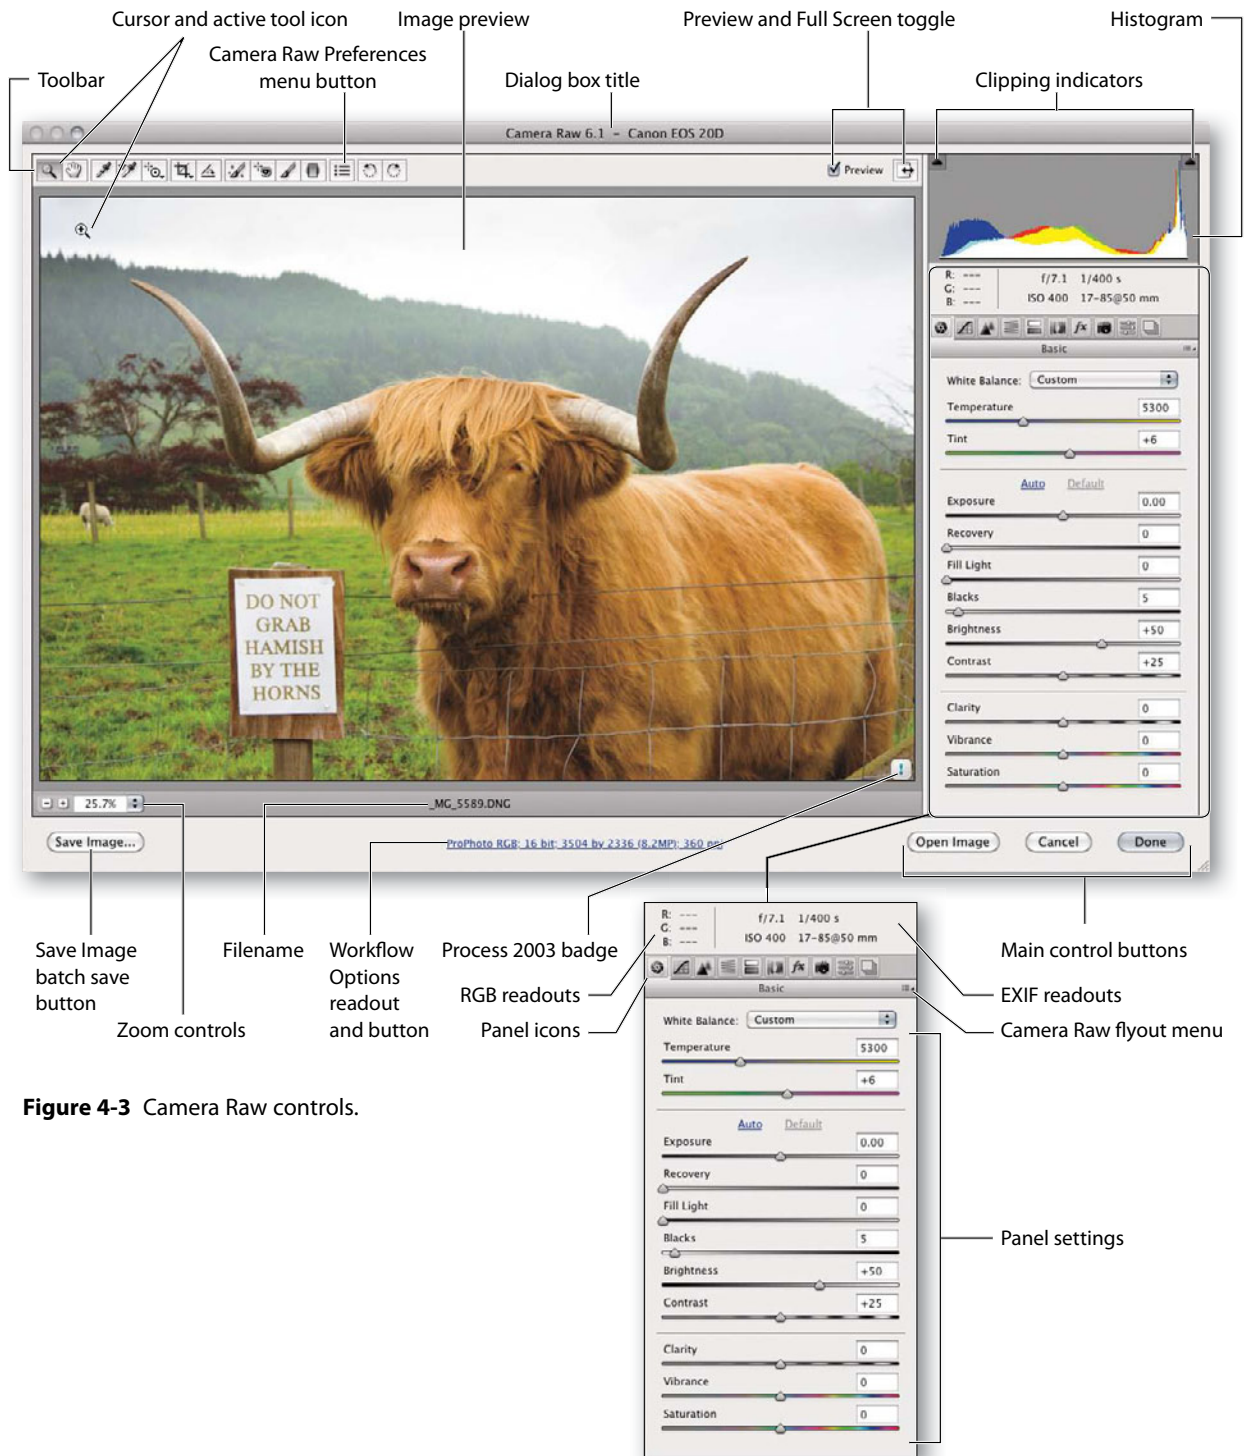 Cursor and active tool icon
Image preview
Preview and Full Screen toggle
Histogram
Camera Raw Preferences
menu button
Toolbar
Dialog box title
Clipping indicators
Camera Raw 6.1 – Canon EOS 20D
Preview
R: ---
G: ---
B: ---
f/7.1 1/400 s
ISO 400 17-85@50 mm
fx
Basic
White Balance: Custom
Temperature 5300
Tint +6
Auto Default
Exposure 0.00
Recovery 0
Fill Light 0
Blacks 5
Brightness +50
Contrast +25
Clarity 0
Vibrance 0
Saturation 0
DO NOT
GRAB
HAMISH
BY THE
HORNS
!
25.7%
_MG_5589.DNG
Save Image...
ProPhoto RGB; 16 bit; 3504 by 2336 (8.2MP); 360 ppi
Open Image
Cancel
Done
Save Image
batch save
button
Filename
Workflow
Options
readout
and button
Process 2003 badge
Main control buttons
Zoom controls
RGB readouts
Panel icons
EXIF readouts
Camera Raw flyout menu
R: ---
G: ---
B: ---
f/7.1 1/400 s
ISO 400 17-85@50 mm
fx
Basic
White Balance: Custom
Temperature 5300
Tint +6
Auto Default
Exposure 0.00
Recovery 0
Fill Light 0
Blacks 5
Brightness +50
Contrast +25
Clarity 0
Vibrance 0
Saturation 0
Panel settings
Figure 4-3 Camera Raw controls.